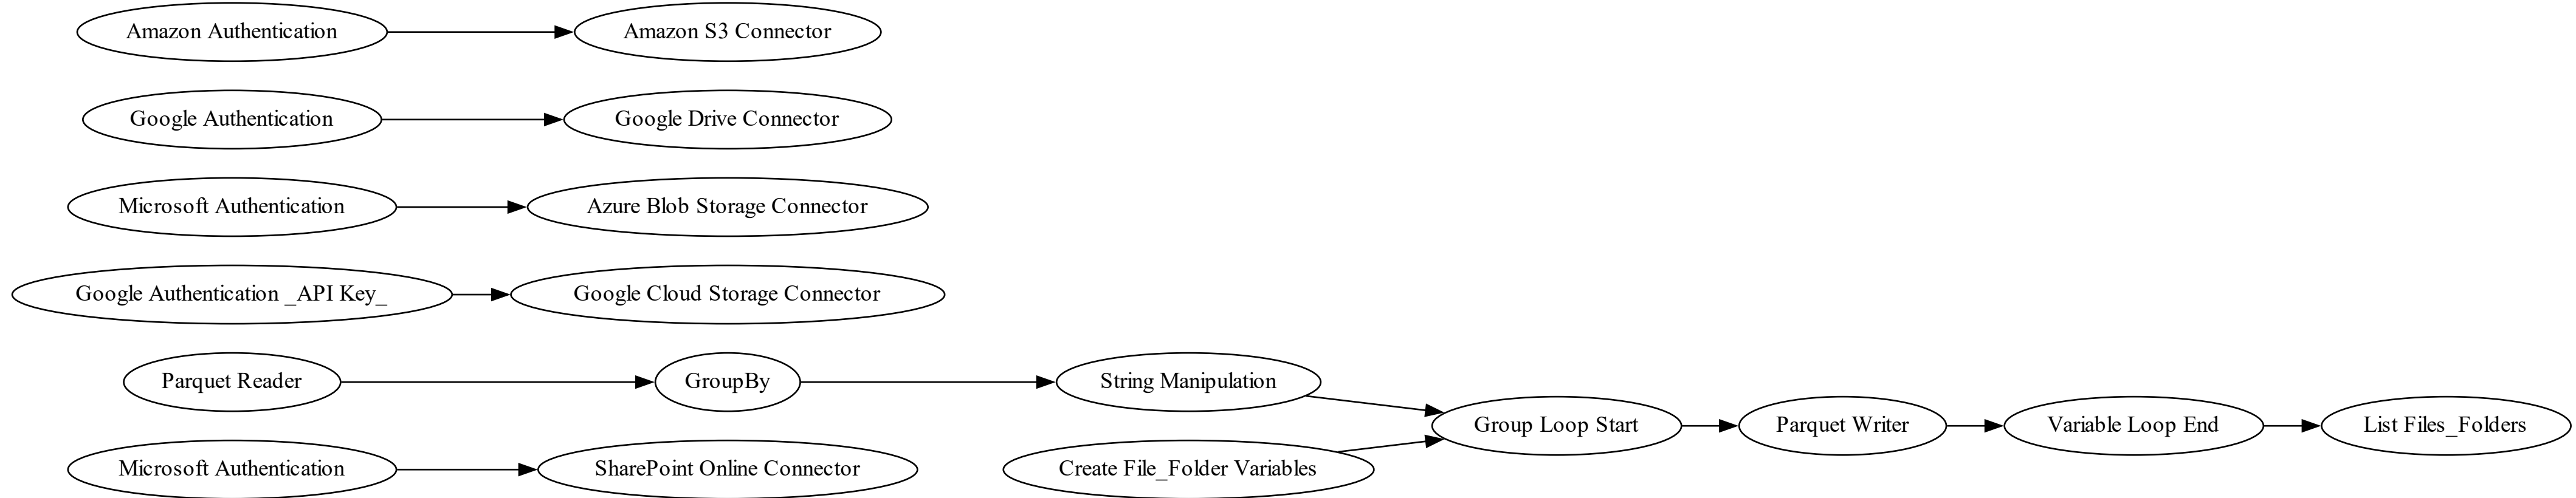 Amazon Authentication
Amazon S3 Connector
Google Authentication
Google Drive Connector
Microsoft Authentication
Azure Blob Storage Connector
Google Authentication _API Key_
Google Cloud Storage Connector
Parquet Reader
GroupBy
String Manipulation
Group Loop Start
Parquet Writer
Variable Loop End
List Files_Folders
Microsoft Authentication
SharePoint Online Connector
Create File_Folder Variables